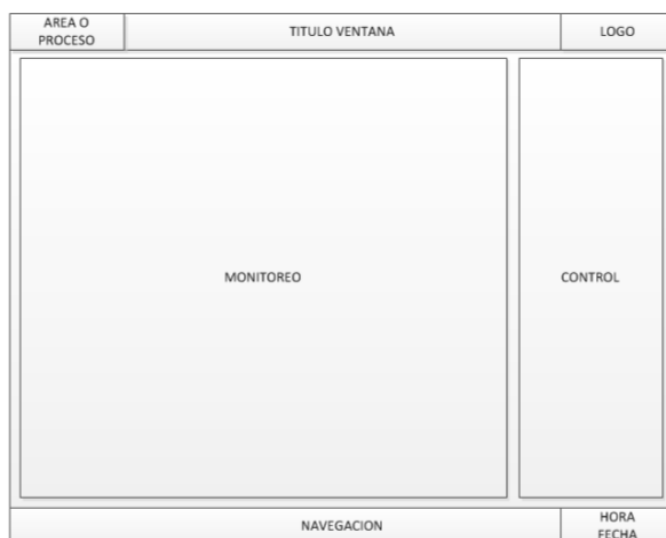 AREA O
PROCESO
TITULO VENTANA
LOGO
MONITOREO
CONTROL
NAVEGACION
HORA
FECHA